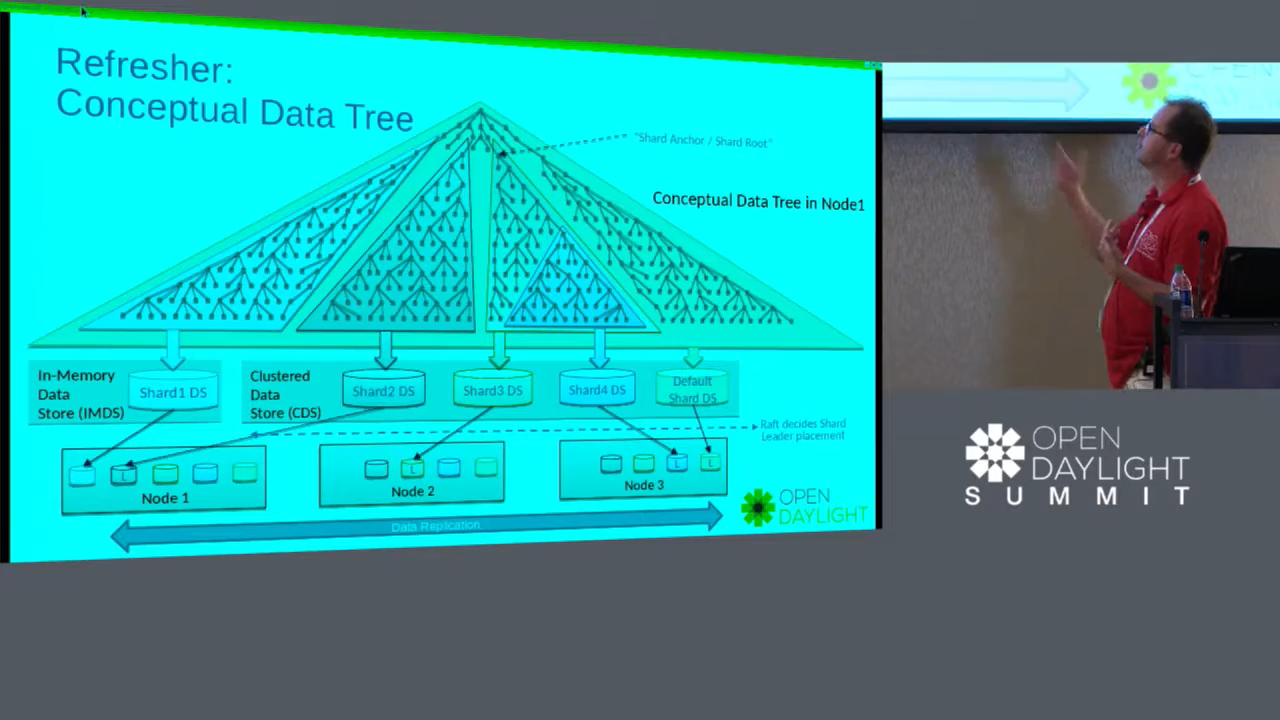 Refresher:
Conceptual Data Tree
"Shard Anchor / Shard Root"
Conceptual Data Tree in Node1
In-Memory
Data
Store (IMDS)
Shard1 DS
Clustered
Data
Store (CDS)
Shard2 DS
Shard3 DS
Shard4 DS
Default
Shard DS
Raft decides Shard
Leader placement
L
Node 1
L
Node 2
L
L
Node 3
Data Replication
OPEN
DAYLIGHT
OPEN
DAYLIGHT
SUMMIT